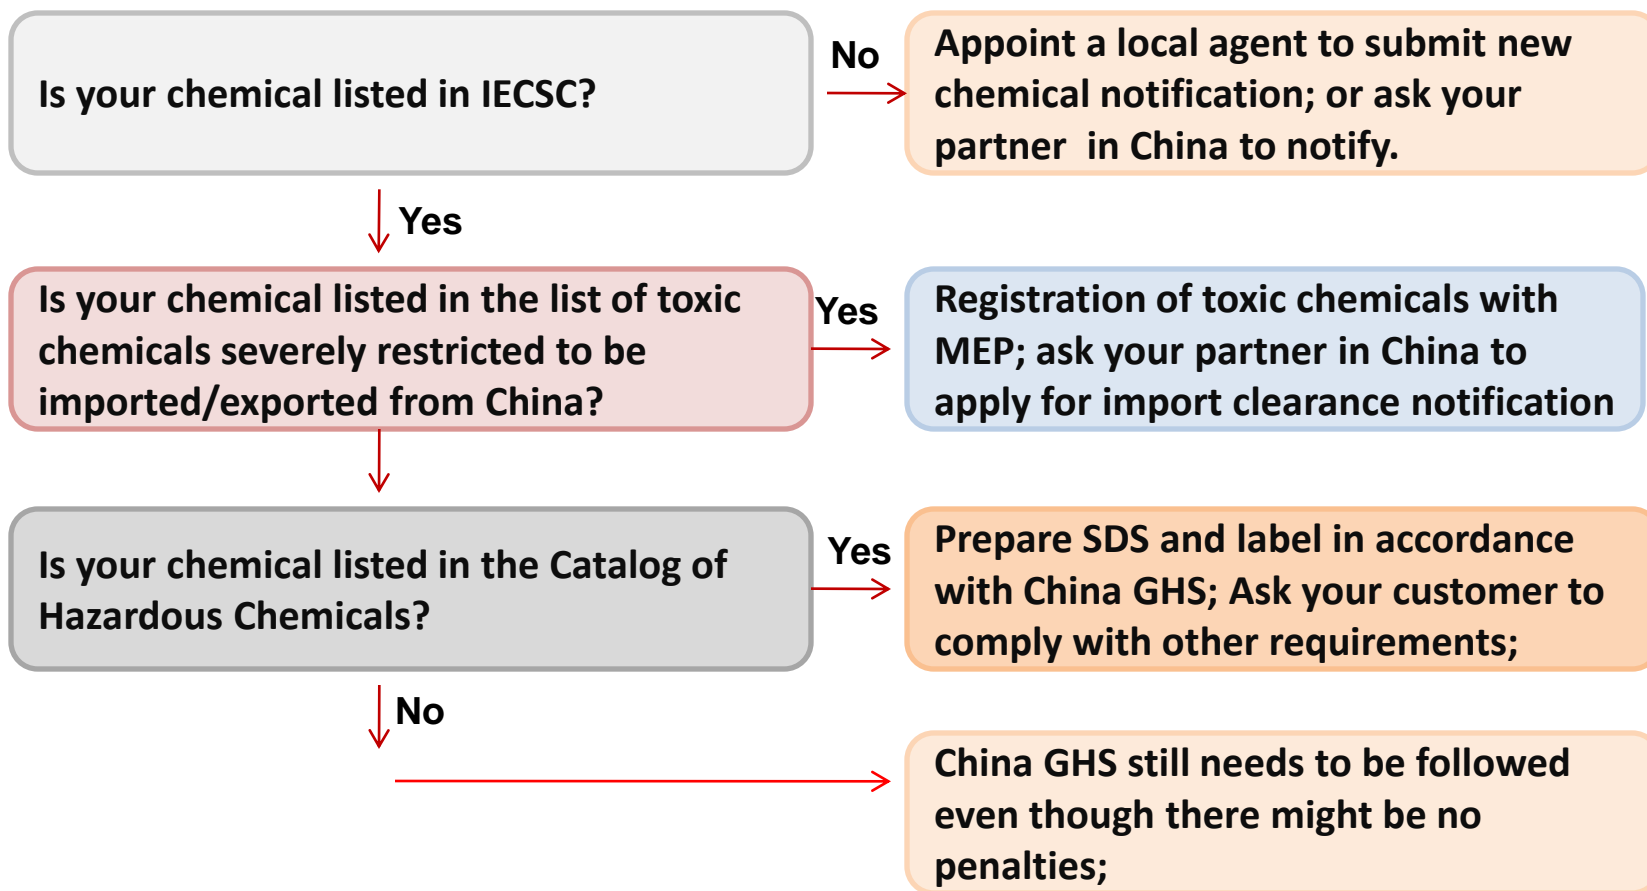 Is your chemical listed in IECSC?
No
Appoint a local agent to submit new
chemical notification; or ask your
partner  in China to notify.
Yes
Is your chemical listed in the list of toxic
chemicals severely restricted to be
imported/exported from China?
Yes
Registration of toxic chemicals with
MEP; ask your partner in China to
apply for import clearance notification
Is your chemical listed in the Catalog of
Hazardous Chemicals?
Yes
Prepare SDS and label in accordance
with China GHS; Ask your customer to
comply with other requirements;
No
China GHS still needs to be followed
even though there might be no
penalties;